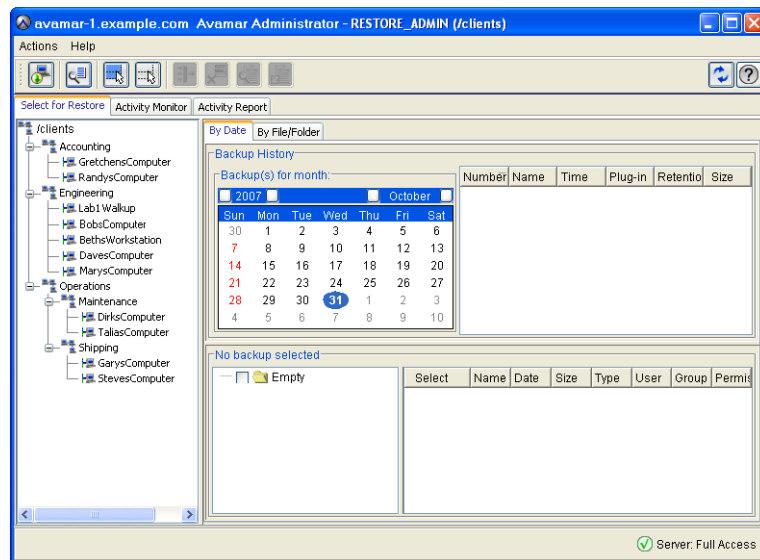 avamar-1.example.com Avamar Administrator - RESTORE_ADMIN (/clients)
Actions Help
Select for Restore Activity Monitor Activity Report
/clients
Accounting
GretchensComputer
RandysComputer
Engineering
Lab1Walkup
BobsComputer
BethsWorkstation
DavesComputer
MarysComputer
Operations
Maintenance
DirksComputer
TaliasComputer
Shipping
GarysComputer
StevesComputer
By Date By File/Folder
Backup History
Backup(s) for month:
2007 October
Sun Mon Tue Wed Thu Fri Sat
30 1 2 3 4 5 6
7 8 9 10 11 12 13
14 15 16 17 18 19 20
21 22 23 24 25 26 27
28 29 30 31 1 2 3
4 5 6 7 8 9 10
Number Name Time Plug-in Retentio Size
No backup selected
Empty
Select Name Date Size Type User Group Permis
Server: Full Access